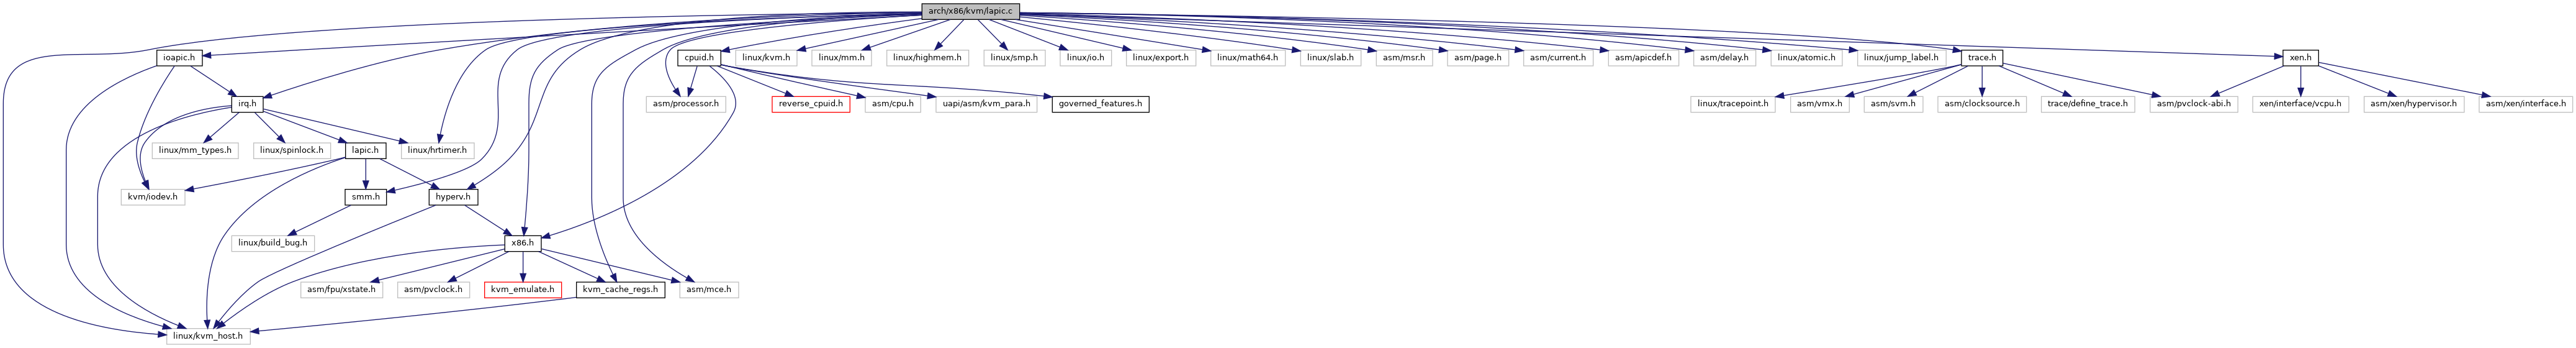 arch/x86/kvm/lapic.c
ioapic.h
cpuid.h
linux/kvm.h
linux/mm.h
linux/highmem.h
linux/smp.h
linux/io.h
linux/export.h
linux/math64.h
linux/slab.h
asm/msr.h
asm/page.h
asm/current.h
asm/apicdef.h
asm/delay.h
linux/atomic.h
linux/jump_label.h
trace.h
xen.h
irq.h
asm/processor.h
reverse_cpuid.h
asm/cpu.h
uapi/asm/kvm_para.h
governed_features.h
linux/tracepoint.h
asm/vmx.h
asm/svm.h
asm/clocksource.h
trace/define_trace.h
asm/pvclock-abi.h
xen/interface/vcpu.h
asm/xen/hypervisor.h
asm/xen/interface.h
linux/mm_types.h
linux/spinlock.h
lapic.h
linux/hrtimer.h
kvm/iodev.h
smm.h
hyperv.h
linux/build_bug.h
x86.h
asm/fpu/xstate.h
asm/pvclock.h
kvm_emulate.h
kvm_cache_regs.h
asm/mce.h
linux/kvm_host.h